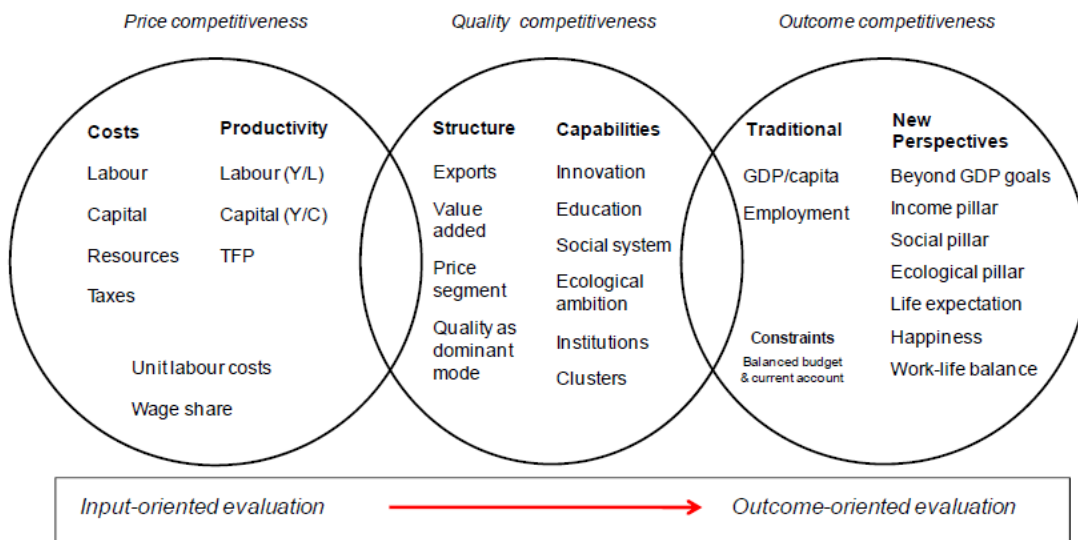 Price competitiveness
Quality competitiveness
Outcome competitiveness
Costs
Labour
Capital
Resources
Taxes
Productivity
Labour (Y/L)
Capital (Y/C)
TFP
Unit labour costs
Wage share
Structure
Exports
Value
added
Price
segment
Quality as
dominant
mode
Capabilities
Innovation
Education
Social system
Ecological
ambition
Institutions
Clusters
Traditional
GDP/capita
Employment
Constraints
Balanced budget
& current account
New
Perspectives
Beyond GDP goals
Income pillar
Social pillar
Ecological pillar
Life expectation
Happiness
Work-life balance
Input-oriented evaluation
Outcome-oriented evaluation